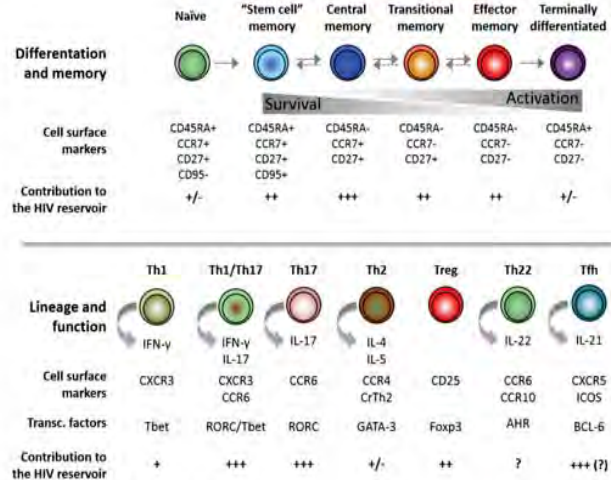 Naïve "Stem cell" memory Central memory Transitional memory Effector memory Terminally differentiated
Differentation and memory
Survival Activation
Cell surface markers
CD45RA+ CD45RA+ CD45RA- CD45RA- CD45RA- CD45RA+
CCR7+ CCR7+ CCR7+ CCR7- CCR7- CCR7-
CD27+ CD27+ CD27+ CD27+ CD27- CD27-
CD95- CD95+
Contribution to the HIV reservoir
+/- ++ +++ ++ ++ +/-
Th1 Th1/Th17 Th17 Th2 Treg Th22 Tfh
Lineage and function
IFN-γ IFN-γ IL-17 IL-4 IL-22 IL-21
IL-17 IL-5
Cell surface markers
CXCR3 CXCR3 CCR6 CCR4 CD25 CCR6 CXCR5
CCR6 CrTh2 CCR10 ICOS
Transc. factors Tbet RORC/Tbet RORC GATA-3 Foxp3 AHR BCL-6
Contribution to the HIV reservoir
+ +++ +++ +/- ++ ? +++ (?)